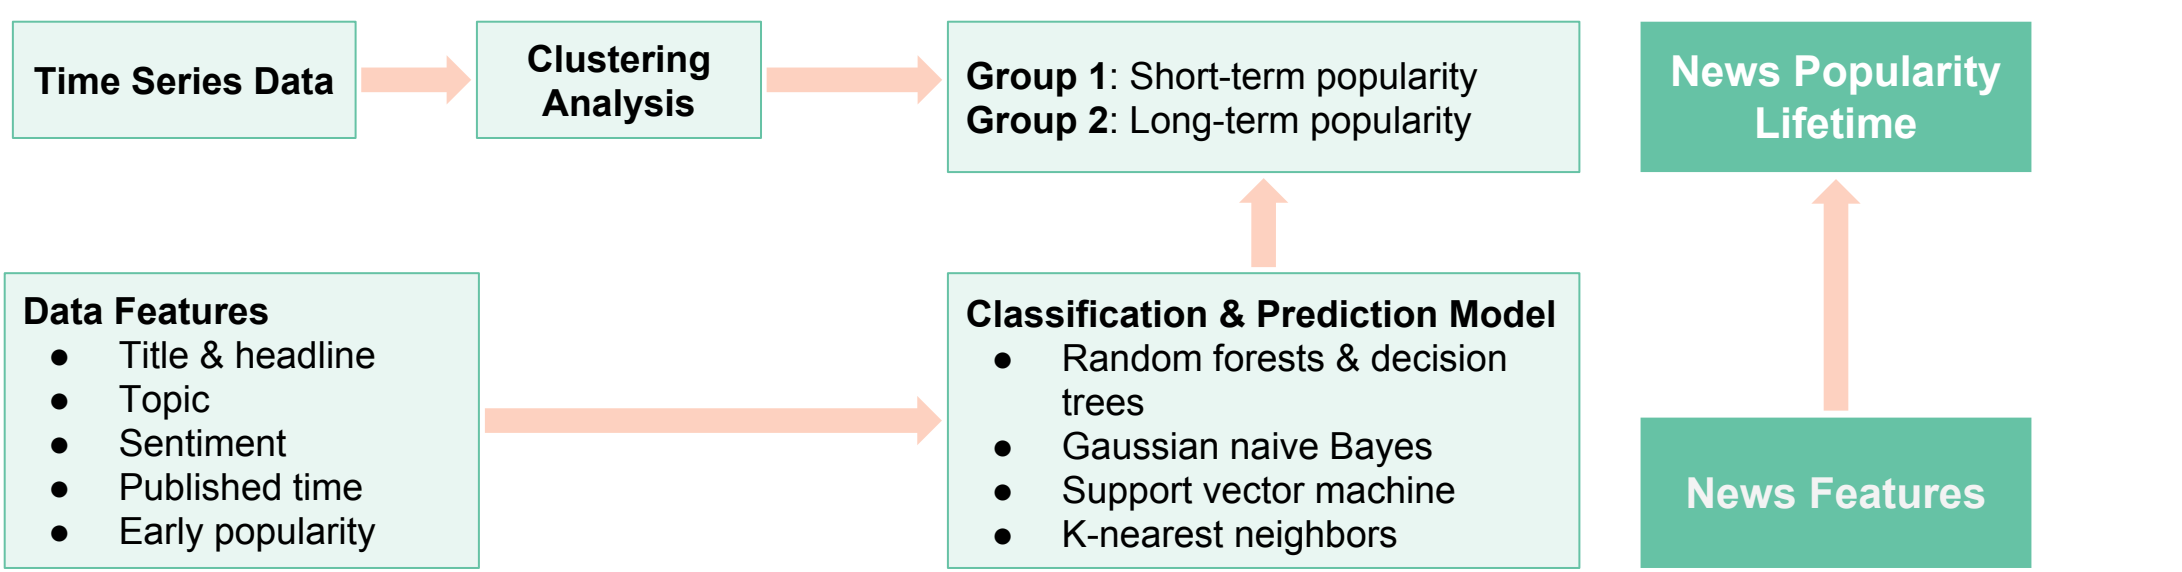 Time Series Data
Clustering
Analysis
Group 1: Short-term popularity
Group 2: Long-term popularity
News Popularity
Lifetime
Data Features
● Title & headline
● Topic
● Sentiment
● Published time
● Early popularity
Classification & Prediction Model
● Random forests & decision
trees
● Gaussian naive Bayes
● Support vector machine
● K-nearest neighbors
News Features